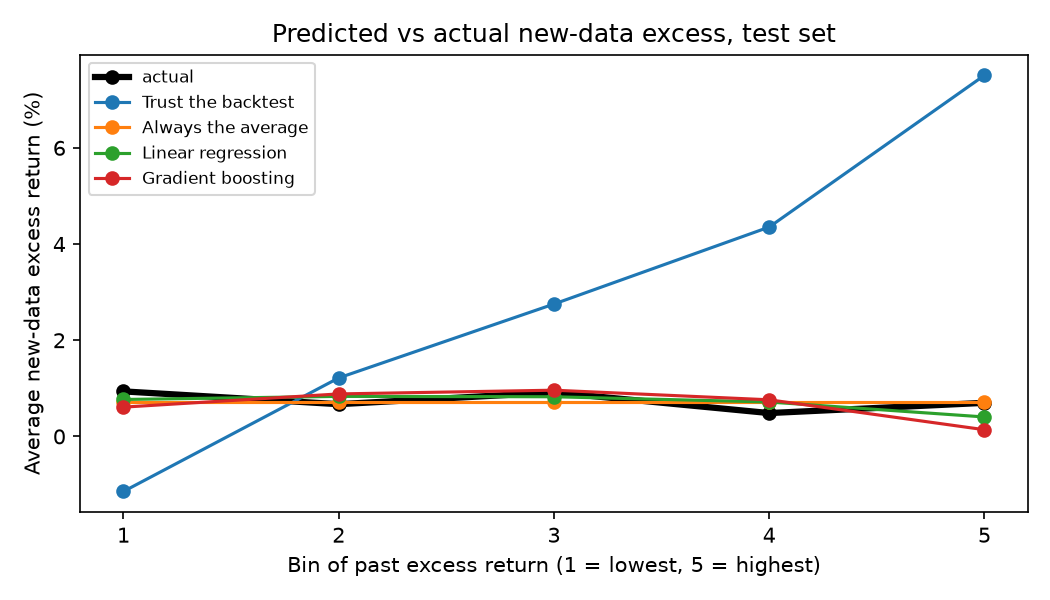 Predicted vs actual new-data excess, test set
actual
Trust the backtest
Always the average
Linear regression
Gradient boosting
Average new-data excess return (%)
6
4
2
0
1 2 3 4 5
Bin of past excess return (1 = lowest, 5 = highest)